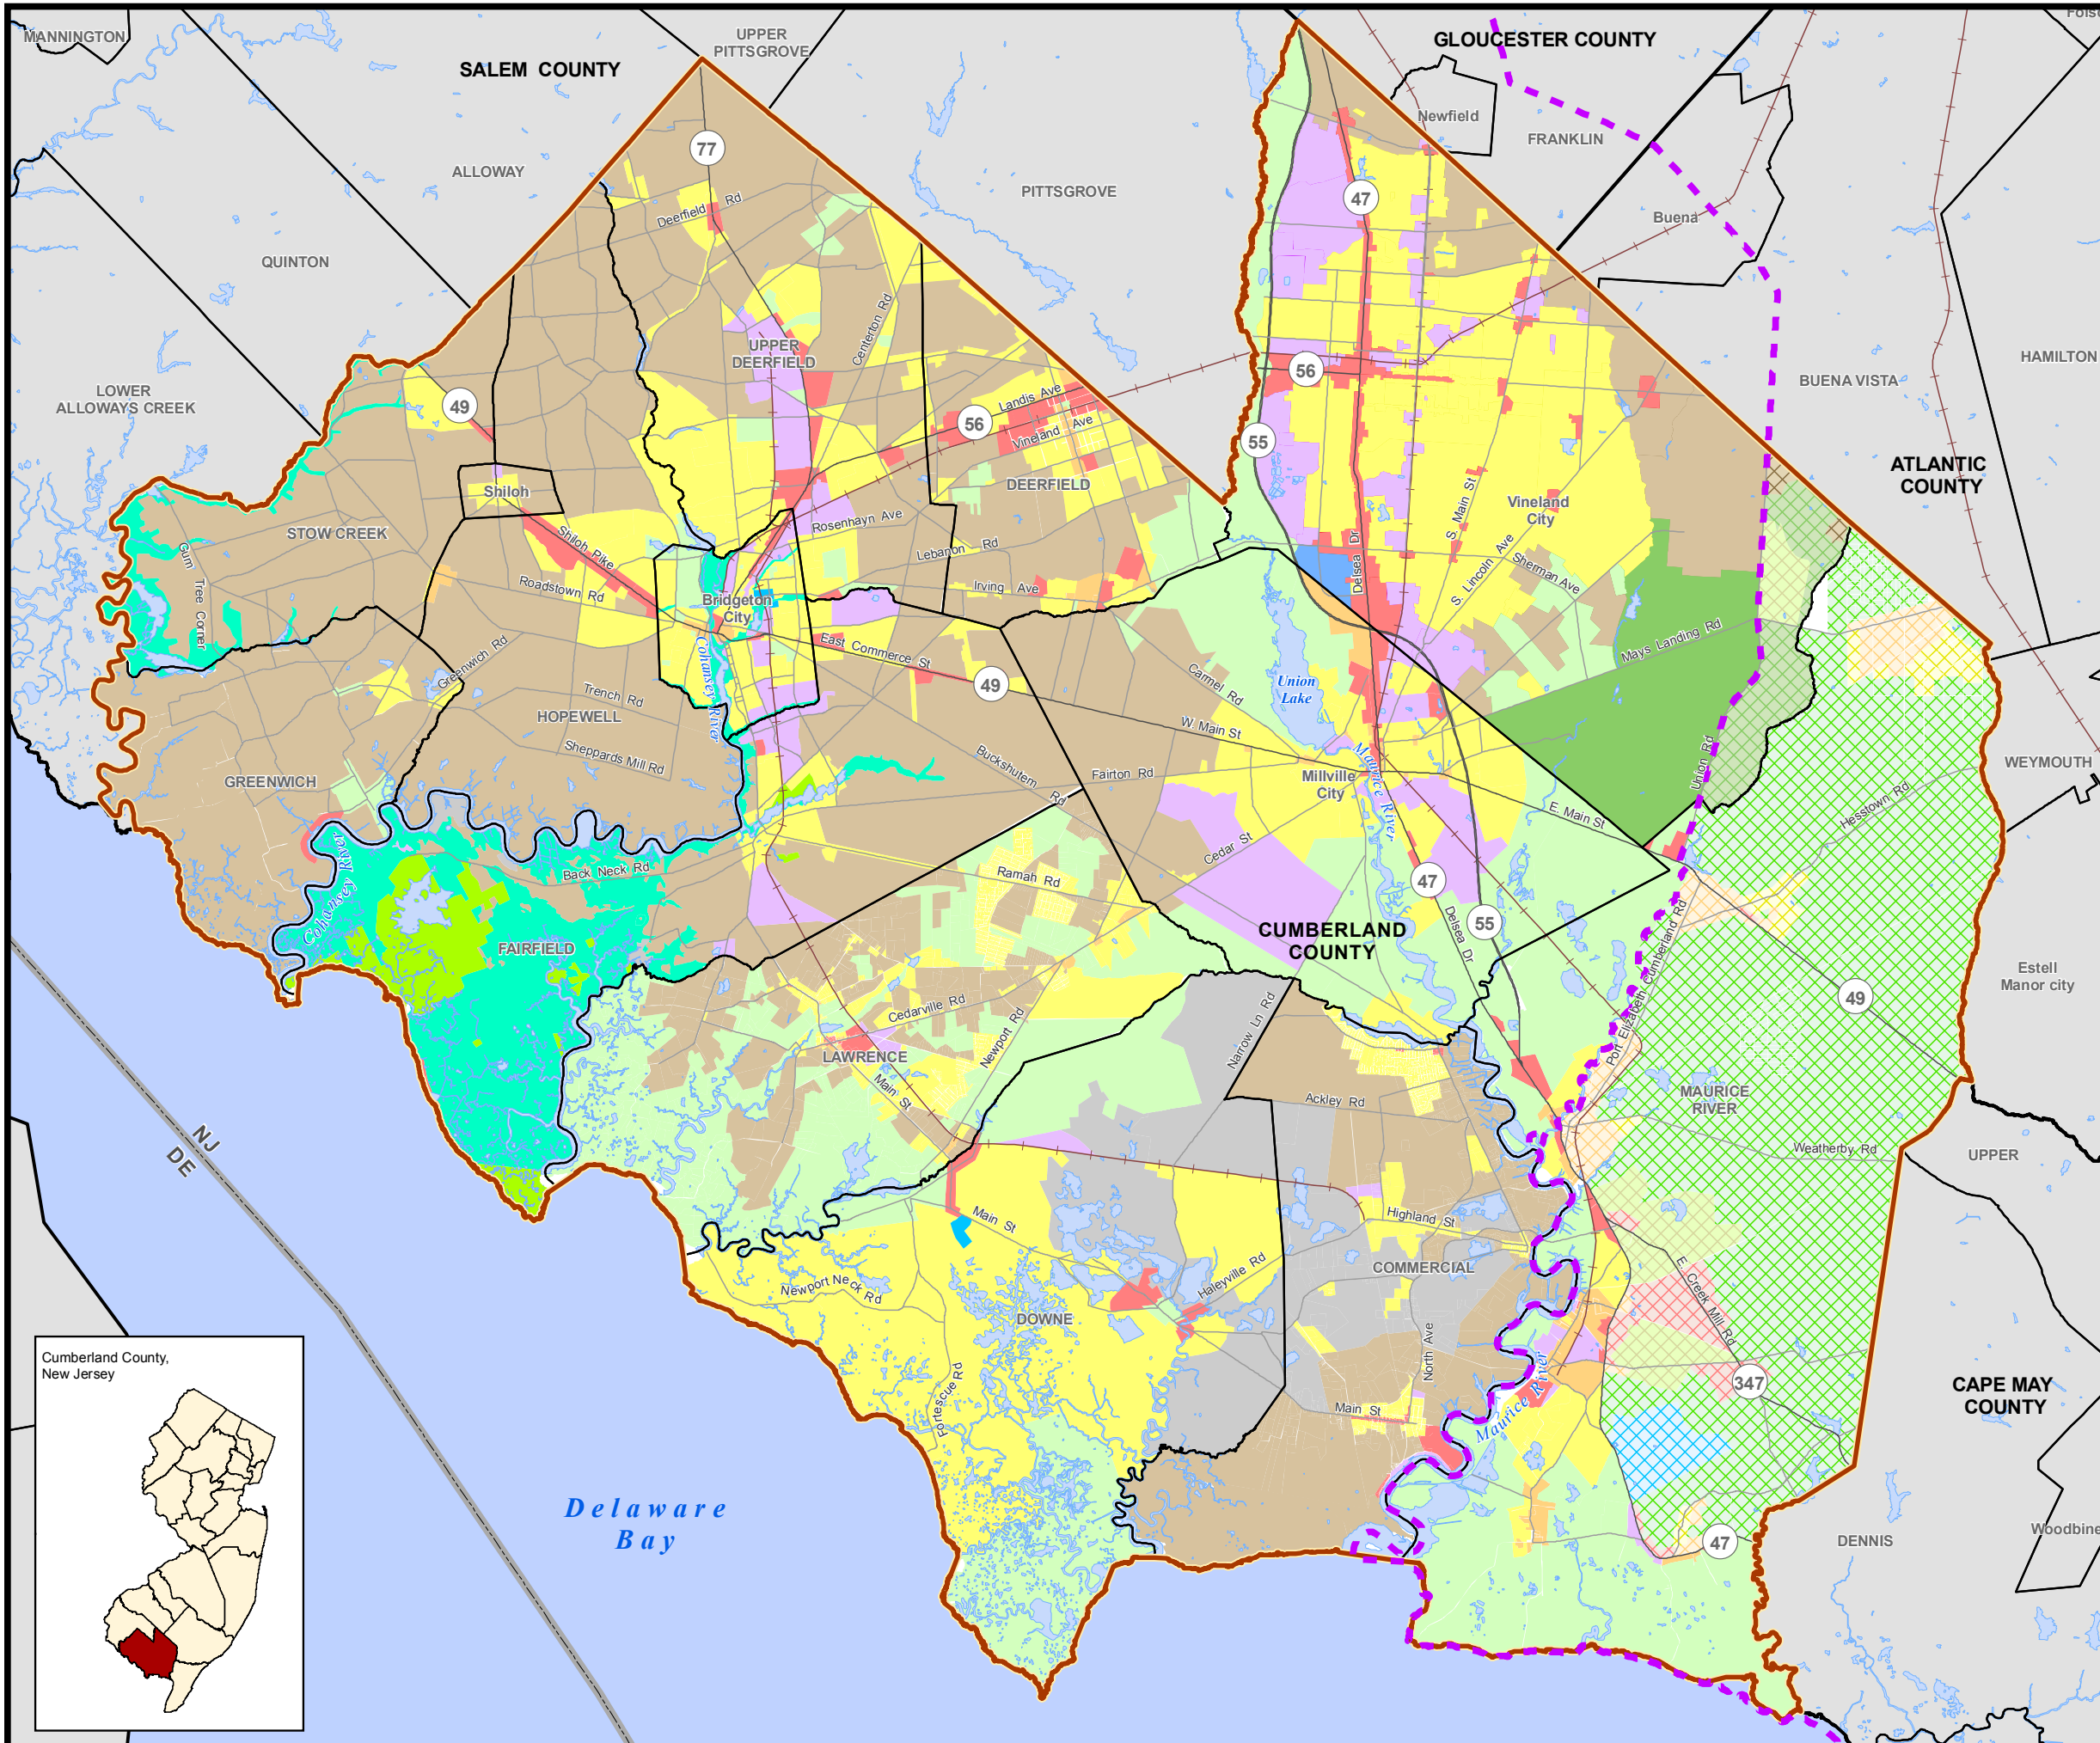 MANNINGTON
UPPER
PITTSGROVE
SALEM COUNTY
GLOUCESTER COUNTY
Newfield
FRANKLIN
77
ALLOWAY
PITTSGROVE
47
Deerfield Rd
Buena
QUINTON
Centerton Rd
UPPER
DEERFIELD
HAMILTON
56
BUENA VISTA
LOWER
ALLOWAYS CREEK
49
56
Landis Ave
Vineland Ave
55
ATLANTIC
COUNTY
Shiloh
DEERFIELD
S. Main St
Vineland
City
STOW CREEK
Shiloh Pike
Rosenhayn Ave
Lebanon Rd
Delsea Dr
S. Lincoln Ave
Sherman Ave
Gum Tree Corner
Roadstown Rd
Irving Ave
Bridgeton
City
Mays Landing Rd
East Commerce St
Cohansey River
Greenwich Rd
49
Carmel Rd
Union
Lake
Trench Rd
HOPEWELL
W. Main St
Sheppards Mill Rd
Buckshutem Rd
Fairton Rd
Maurice River
Union Rd
WEYMOUTH
GREENWICH
Millville
City
E. Main St
Hesstown Rd
Cohansey River
Back Neck Rd
Ramah Rd
Cedar St
47
Delsea Dr
55
Port Elizabeth Cumberland Rd
CUMBERLAND
COUNTY
FAIRFIELD
Estell
Manor city
49
Cedarville Rd
Newport Rd
Narrow Ln Rd
LAWRENCE
Main St
Ackley Rd
MAURICE
RIVER
NJ
DE
Weatherby Rd
UPPER
Main St
Highland St
Haleyville Rd
COMMERCIAL
Newport Neck Rd
DOWNE
E. Creek Mill Rd
North Ave
Fortescue Rd
Maurice River
347
CAPE MAY
COUNTY
Main St
Cumberland County,
New Jersey
Delaware
Bay
47
DENNIS
Woodbine